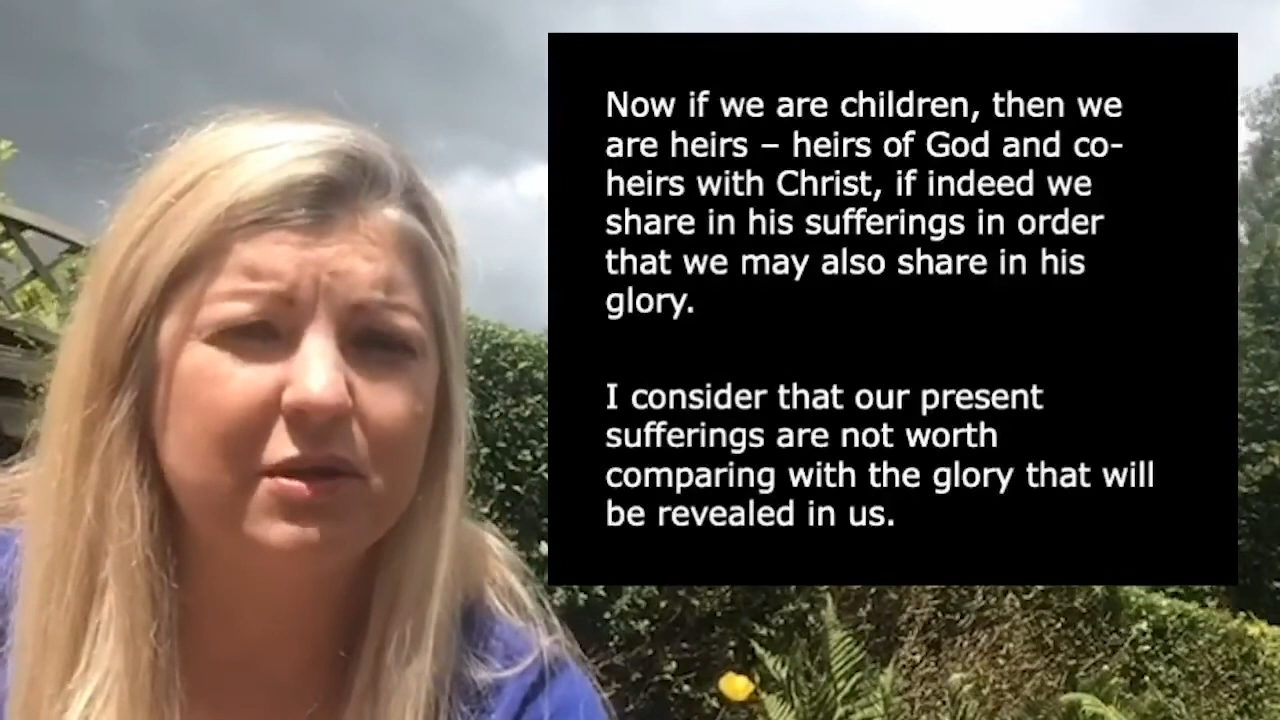 Now if we are children, then we
are heirs – heirs of God and co-
heirs with Christ, if indeed we
share in his sufferings in order
that we may also share in his
glory.
I consider that our present
sufferings are not worth
comparing with the glory that will
be revealed in us.